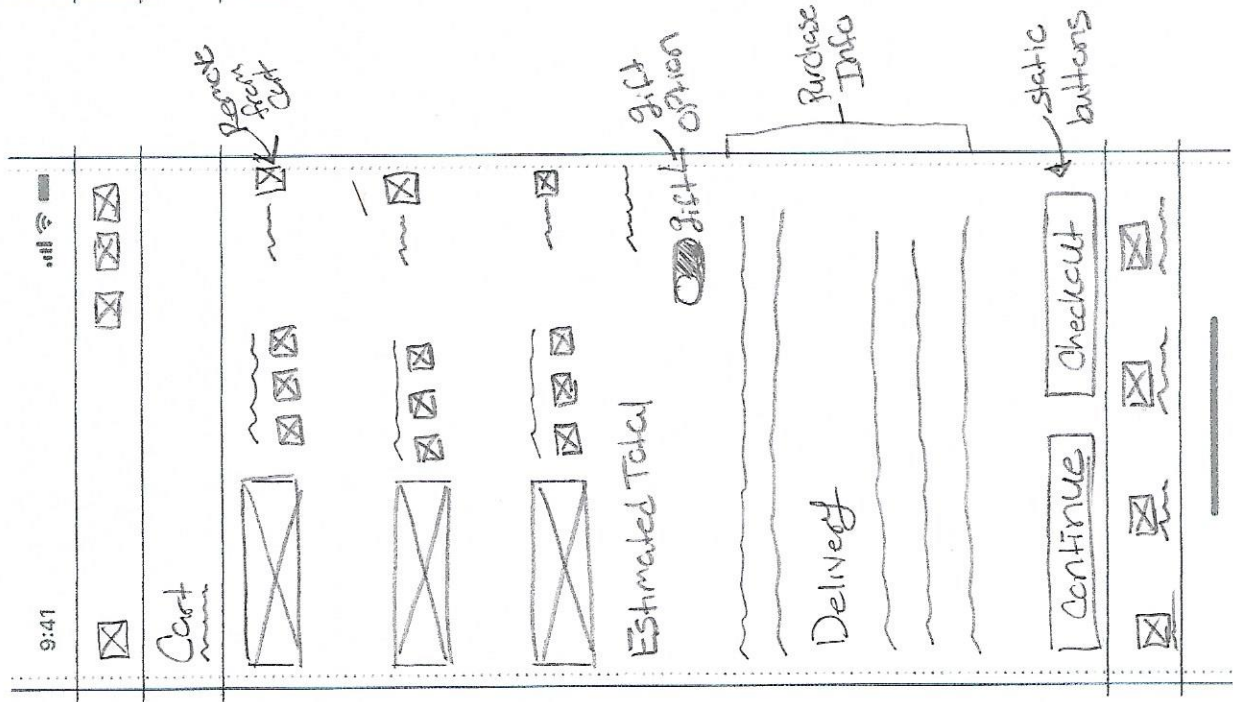 9:41
Cart
Remove
from
Cart
Estimated Total
gift
gift
option
Delivery
Purchase
Info
Continue
Checkout
static
buttons